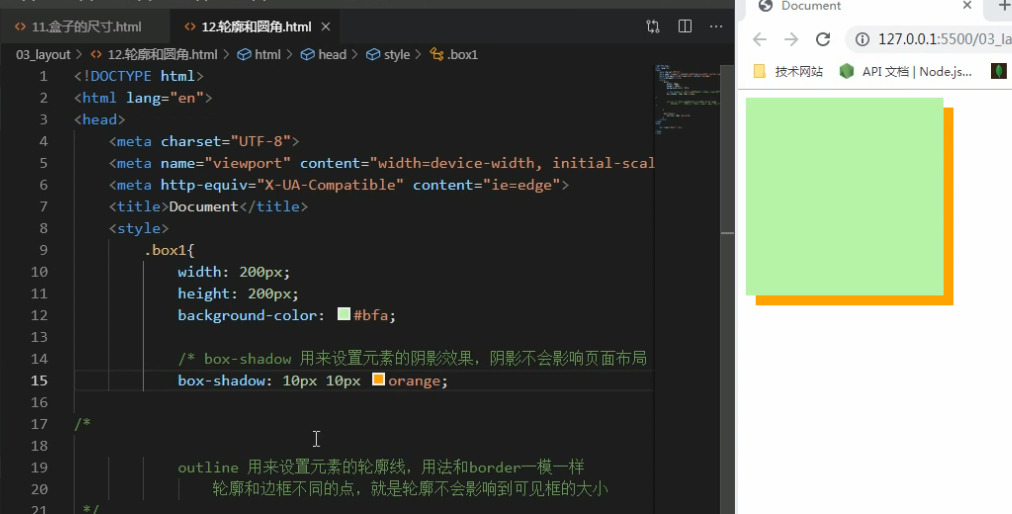 11.盒子的尺寸.html
12.轮廓和圆角.html ×
03_layout > 12.轮廓和圆角.html > html > head > style > .box1
1 <!DOCTYPE html>
2 <html lang="en">
3 <head>
4 <meta charset="UTF-8">
5 <meta name="viewport" content="width=device-width, initial-scal
6 <meta http-equiv="X-UA-Compatible" content="ie=edge">
7 <title>Document</title>
8 <style>
9 .box1{
10 width: 200px;
11 height: 200px;
12 background-color: #bfa;
13
14 /* box-shadow 用来设置元素的阴影效果，阴影不会影响页面布局
15 box-shadow: 10px 10px orange;
16
17 /*
18
19 outline 用来设置元素的轮廓线，用法和border一模一样
20 轮廓和边框不同的点，就是轮廓不会影响到可见框的大小
21 */
Document
127.0.0.1:5500/03_la
技术网站 API 文档 | Node.js...